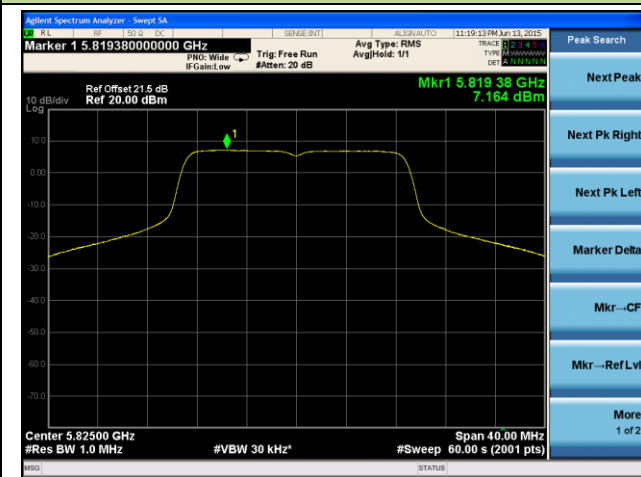 Agilent Spectrum Analyzer - Swept SA
RL RF 50 Ω DC SENSE:INT ALIGNAUTO 11:19:13 PM Jun 13, 2015
Marker 1 5.819380000000 GHz
PNO: Wide
IFGain:Low
Trig: Free Run
#Atten: 20 dB
Avg Type: RMS
Avg|Hold: 1/1
TRACE 1 2 3 4 5 6
TYPE M
DET A N N N N N
Peak Search
Ref Offset 21.5 dB
Ref 20.00 dBm
10 dB/div
Log
Mkr1 5.819 38 GHz
7.164 dBm
1
10.0
0.00
-10.0
-20.0
-30.0
-40.0
-50.0
-60.0
-70.0
Center 5.82500 GHz
#Res BW 1.0 MHz
#VBW 30 kHz*
Span 40.00 MHz
#Sweep 60.00 s (2001 pts)
MSG
STATUS
Next Peak
Next Pk Right
Next Pk Left
Marker Delta
Mkr→CF
Mkr→Ref Lvl
More
1 of 2